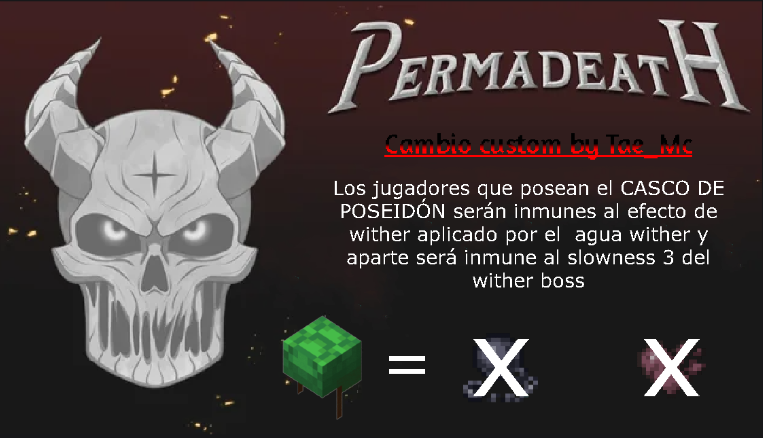 PERMADEATH
Cambio custom by Tae_Mc
Los jugadores que posean el CASCO DE
POSEIDÓN serán inmunes al efecto de
wither aplicado por el  agua wither y
aparte será inmune al slowness 3 del
wither boss
= X X